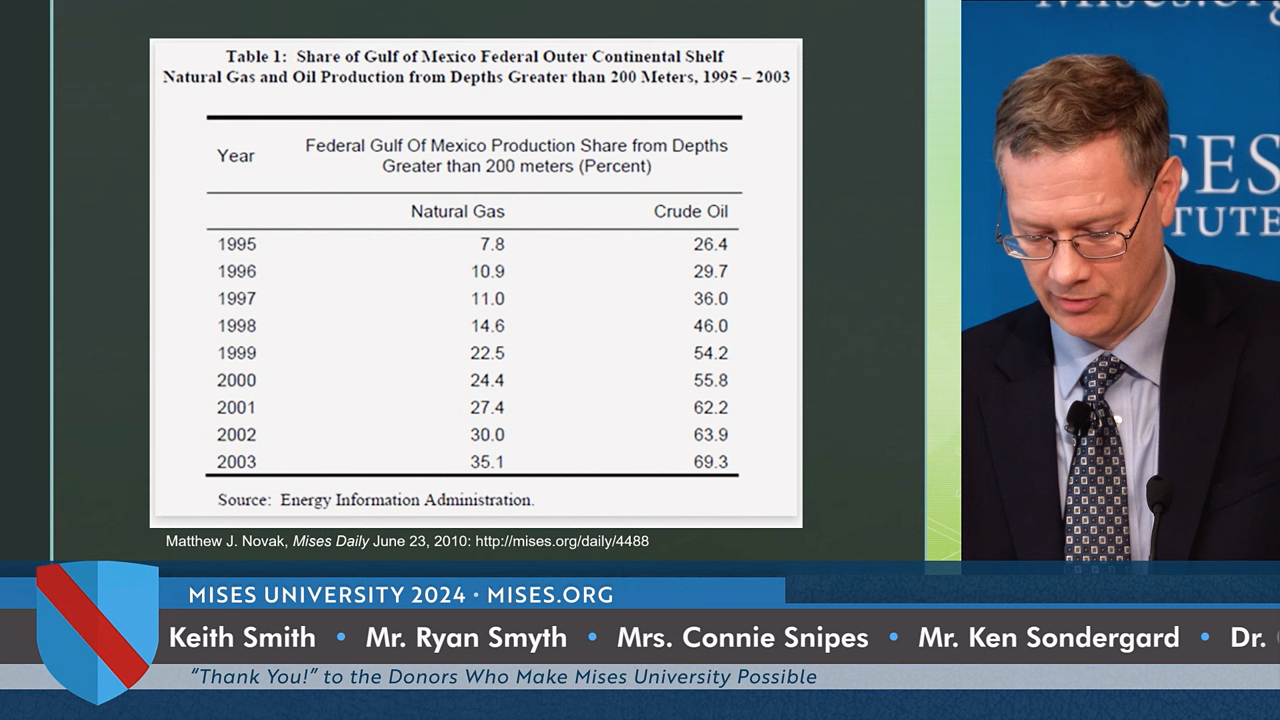 Table 1: Share of Gulf of Mexico Federal Outer Continental Shelf
Natural Gas and Oil Production from Depths Greater than 200 Meters, 1995 – 2003
Year
Federal Gulf Of Mexico Production Share from Depths
Greater than 200 meters (Percent)
Natural Gas Crude Oil
1995 7.8 26.4
1996 10.9 29.7
1997 11.0 36.0
1998 14.6 46.0
1999 22.5 54.2
2000 24.4 55.8
2001 27.4 62.2
2002 30.0 63.9
2003 35.1 69.3
Source: Energy Information Administration.
Matthew J. Novak, Mises Daily June 23, 2010: http://mises.org/daily/4488
ISES
TUTE
MISES UNIVERSITY 2024 • MISES.ORG
Keith Smith • Mr. Ryan Smyth • Mrs. Connie Snipes • Mr. Ken Sondergard • Dr.
“Thank You!” to the Donors Who Make Mises University Possible